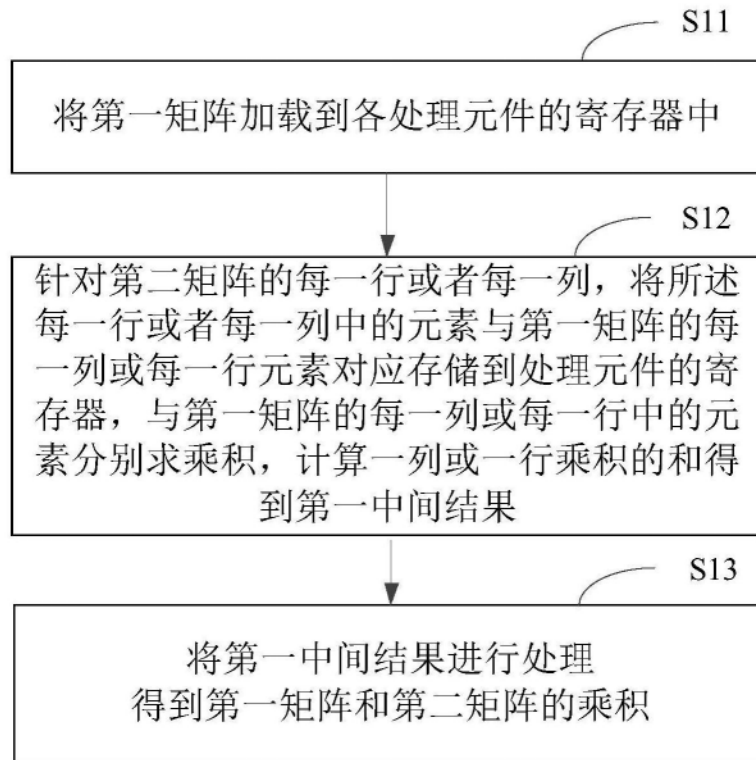 S11
将第一矩阵加载到各处理元件的寄存器中
S12
针对第二矩阵的每一行或者每一列，将所述
每一行或者每一列中的元素与第一矩阵的每
一列或每一行元素对应存储到处理元件的寄
存器，与第一矩阵的每一列或每一行中的元
素分别求乘积，计算一列或一行乘积的和得
到第一中间结果
S13
将第一中间结果进行处理
得到第一矩阵和第二矩阵的乘积